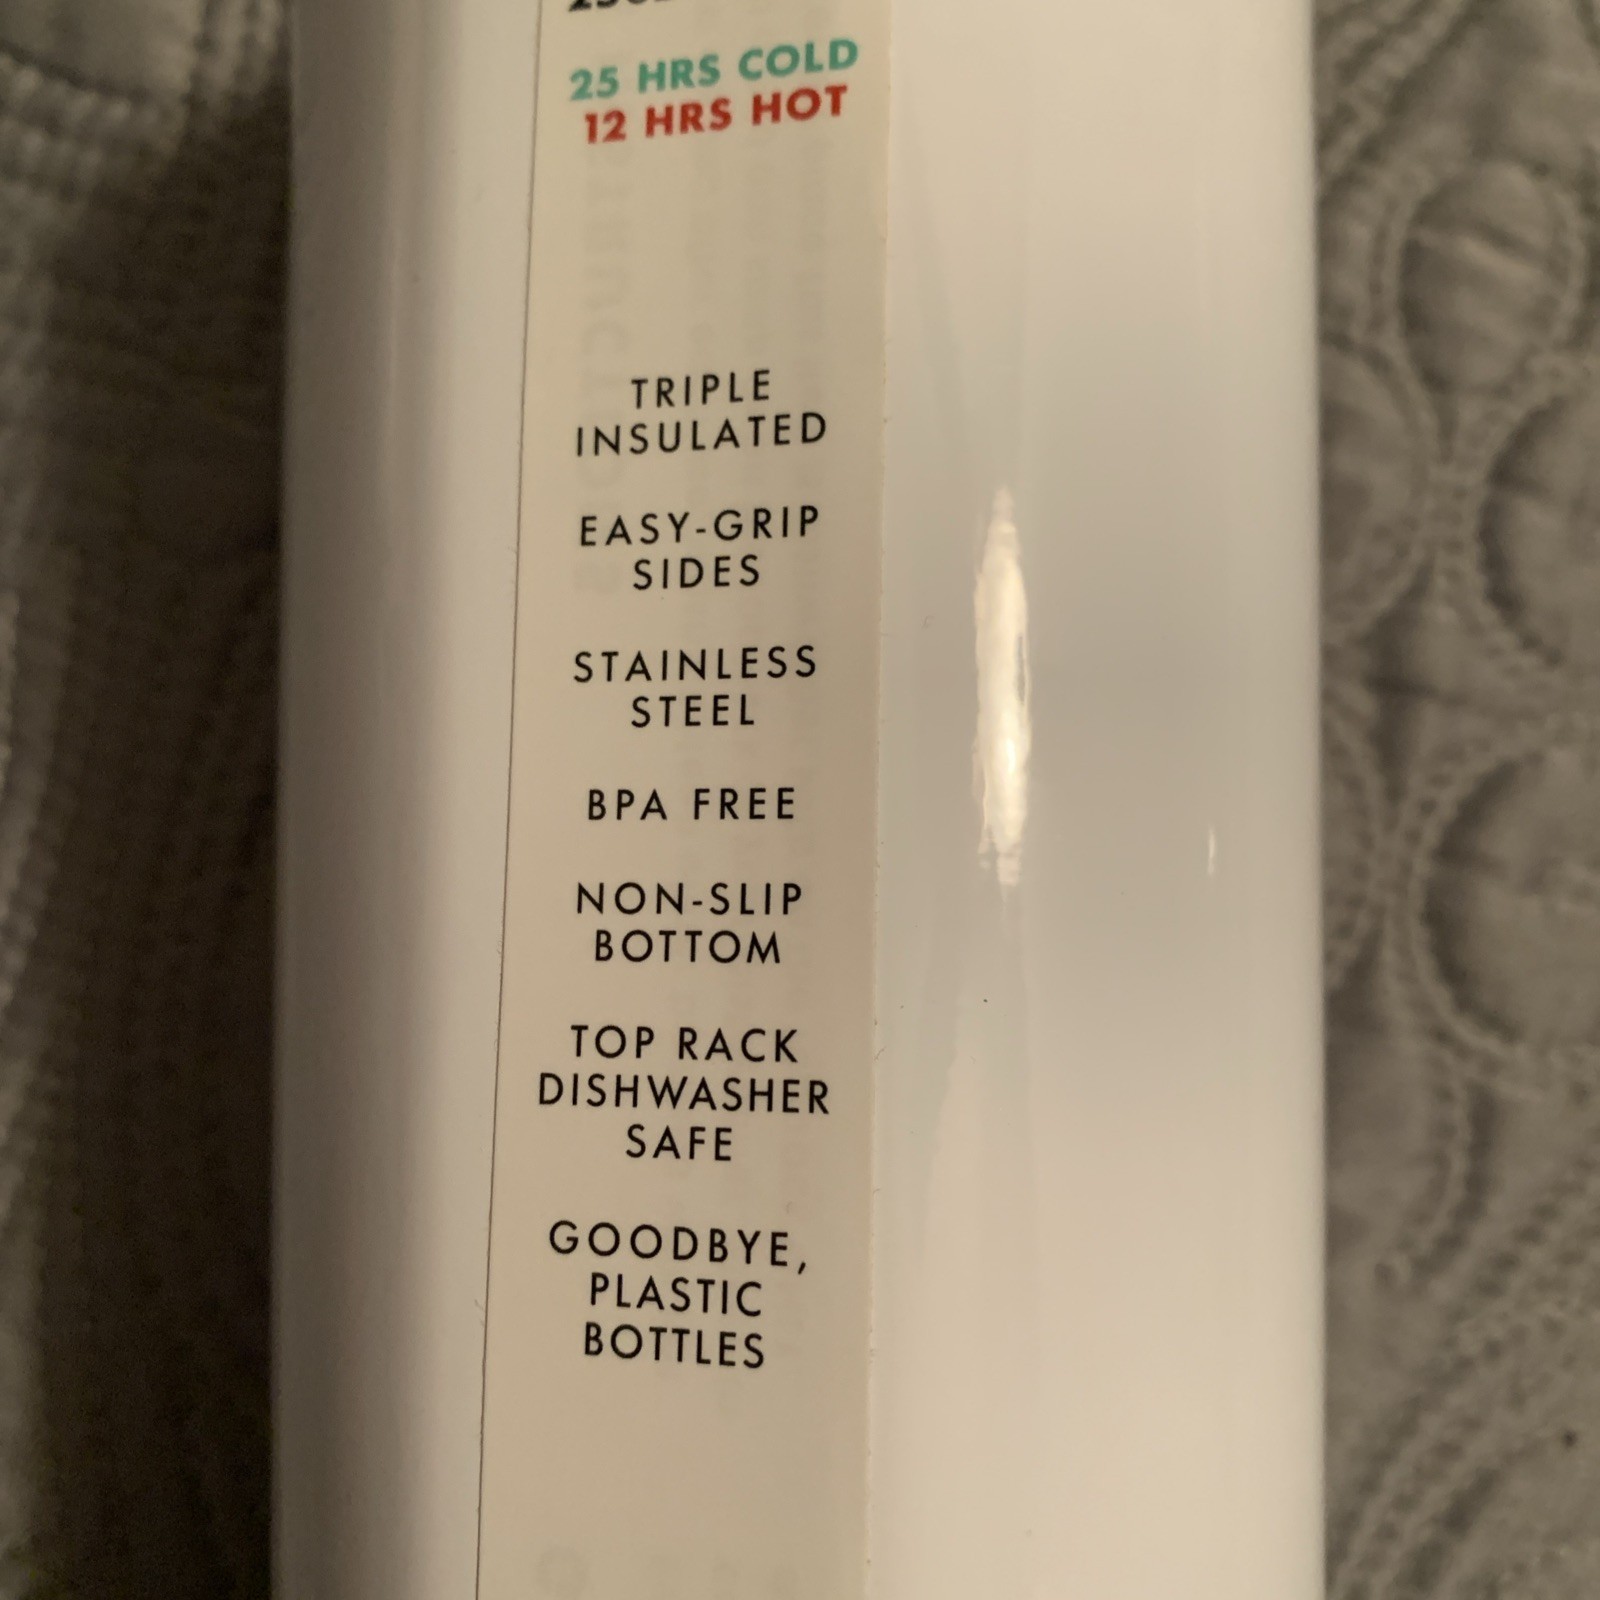 25 HRS COLD
12 HRS HOT
TRIPLE
INSULATED
EASY-GRIP
SIDES
STAINLESS
STEEL
BPA FREE
NON-SLIP
BOTTOM
TOP RACK
DISHWASHER
SAFE
GOODBYE,
PLASTIC
BOTTLES